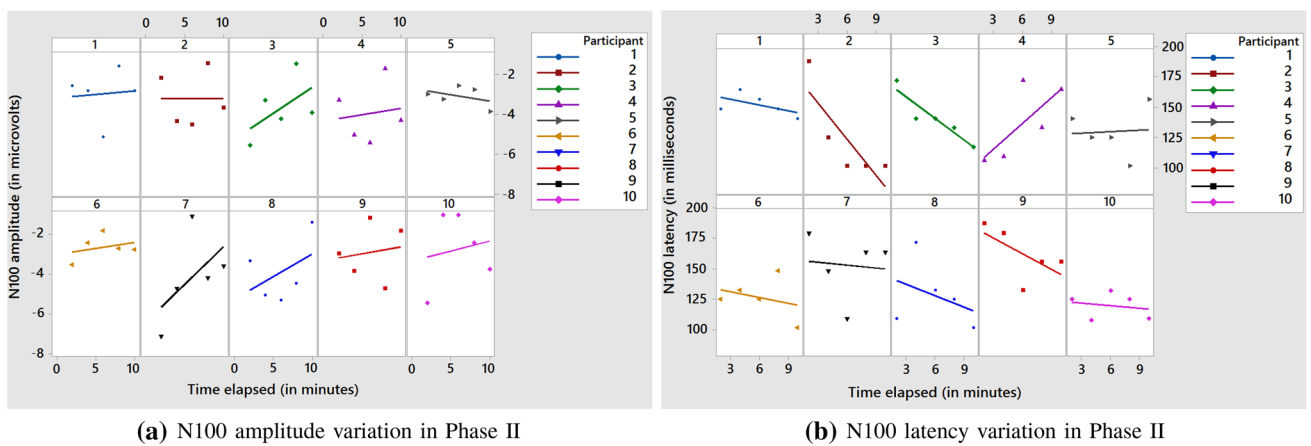 0 5 10 0 5 10
1 2 3 4 5
-2
-4
-6
-8
6 7 8 9 10
-2
-4
-6
-8
0 5 10 0 5 10 0 5 10
N100 amplitude (in microvolts)
Time elapsed (in minutes)
Participant
1
2
3
4
5
6
7
8
9
10
(a) N100 amplitude variation in Phase II
3 6 9 3 6 9
1 2 3 4 5
200
175
150
125
100
6 7 8 9 10
200
175
150
125
100
3 6 9 3 6 9 3 6 9
N100 latency (in milliseconds)
Time elapsed (in minutes)
Participant
1
2
3
4
5
6
7
8
9
10
(b) N100 latency variation in Phase II